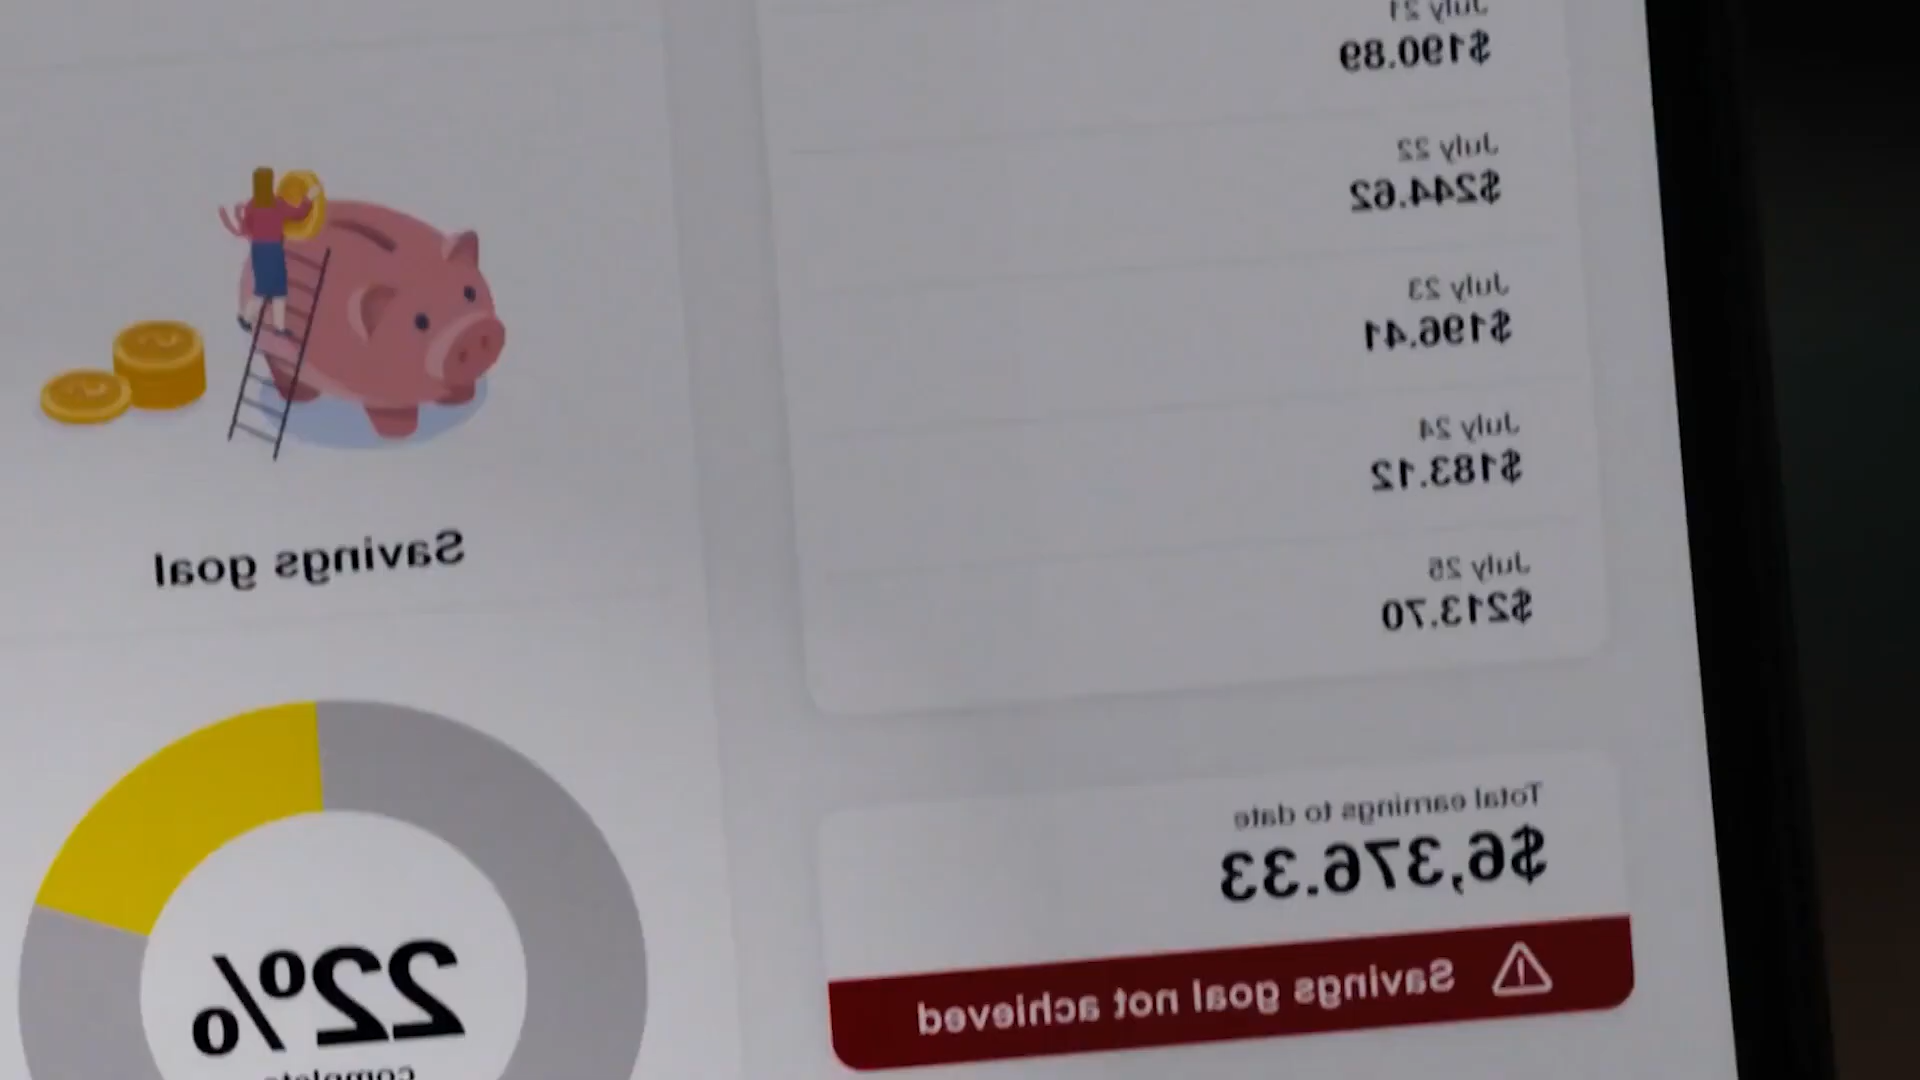 July 21
$190.89
July 22
$244.62
July 23
$196.41
July 24
$183.12
July 25
$213.70
Total earnings to date
$6,376.33
Savings goal not achieved
Savings goal
22%
complete